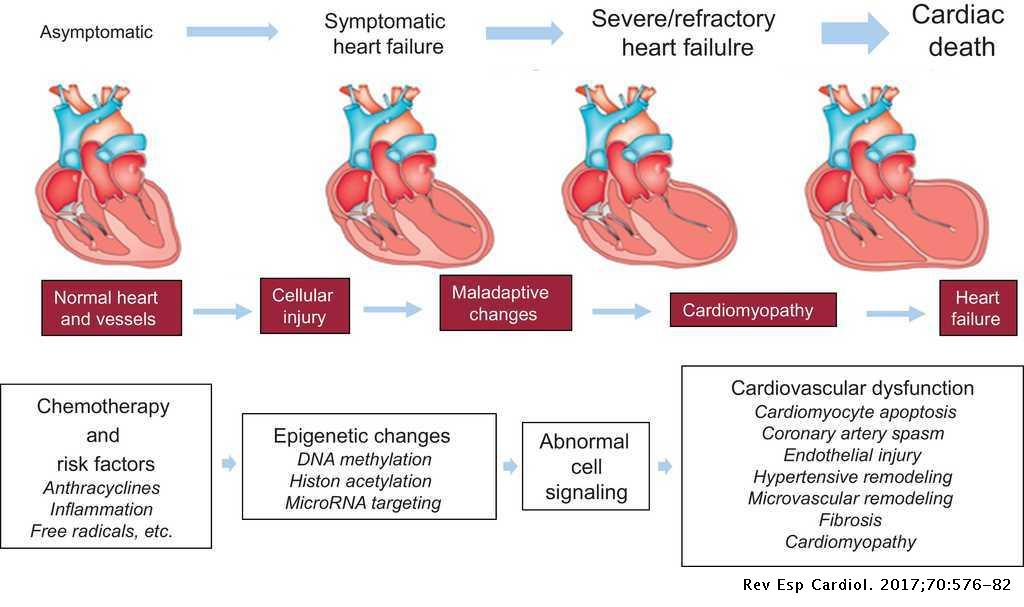 Asymptomatic
Symptomatic
heart failure
Severe/refractory
heart failulre
Cardiac
death
Normal heart
and vessels
Cellular
injury
Maladaptive
changes
Cardiomyopathy
Heart
failure
Chemotherapy
and
risk factors
Anthracyclines
Inflammation
Free radicals, etc.
Epigenetic changes
DNA methylation
Histon acetylation
MicroRNA targeting
Abnormal
cell
signaling
Cardiovascular dysfunction
Cardiomyocyte apoptosis
Coronary artery spasm
Endothelial injury
Hypertensive remodeling
Microvascular remodeling
Fibrosis
Cardiomyopathy
Rev Esp Cardiol. 2017;70:576–82